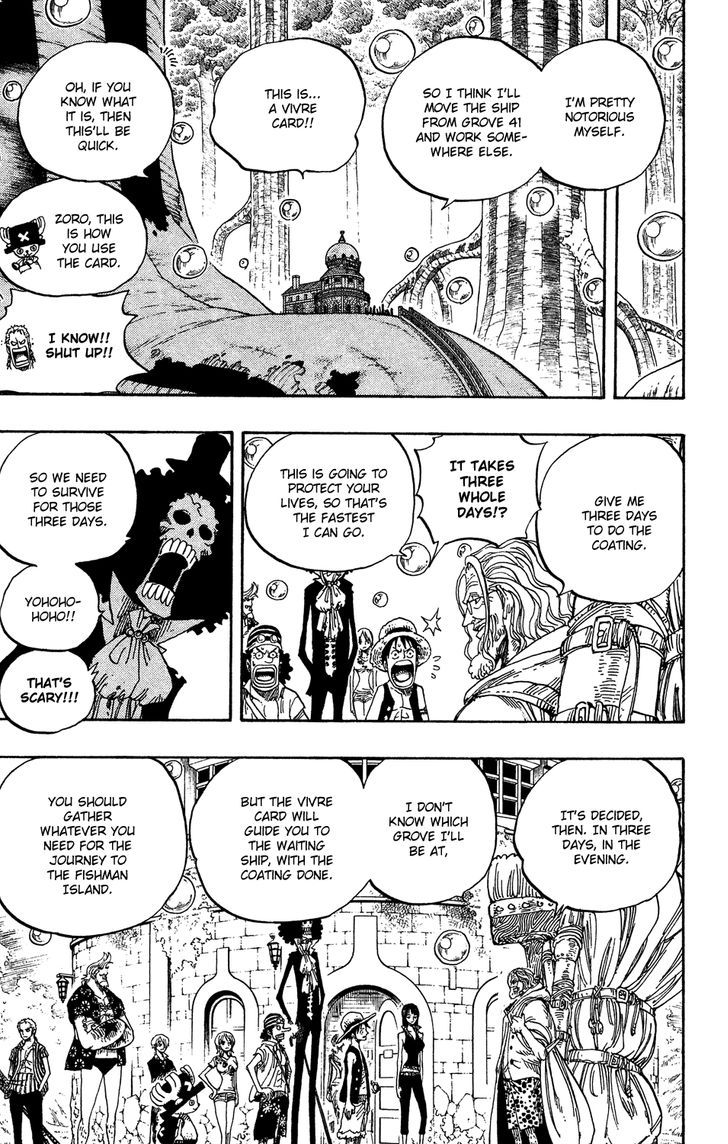 I'M PRETTY
NOTORIOUS
MYSELF.
SO I THINK I'LL
MOVE THE SHIP
FROM GROVE 41
AND WORK SOME-
WHERE ELSE.
THIS IS...
A VIVRE
CARD!!
OH, IF YOU
KNOW WHAT
IT IS, THEN
THIS'LL BE
QUICK.
ZORO, THIS
IS HOW
YOU USE
THE CARD.
I KNOW!!
SHUT UP!!
GIVE ME
THREE DAYS
TO DO THE
COATING.
IT TAKES
THREE
WHOLE
DAYS!?
THIS IS GOING TO
PROTECT YOUR
LIVES, SO THAT'S
THE FASTEST
I CAN GO.
SO WE NEED
TO SURVIVE
FOR THOSE
THREE DAYS.
YOHOHO-
HOHO!!
THAT'S
SCARY!!!
IT'S DECIDED,
THEN. IN THREE
DAYS, IN THE
EVENING.
I DON'T
KNOW WHICH
GROVE I'LL
BE AT,
BUT THE VIVRE
CARD WILL
GUIDE YOU TO
THE WAITING
SHIP, WITH THE
COATING DONE.
YOU SHOULD
GATHER
WHATEVER YOU
NEED FOR THE
JOURNEY TO
THE FISHMAN
ISLAND.